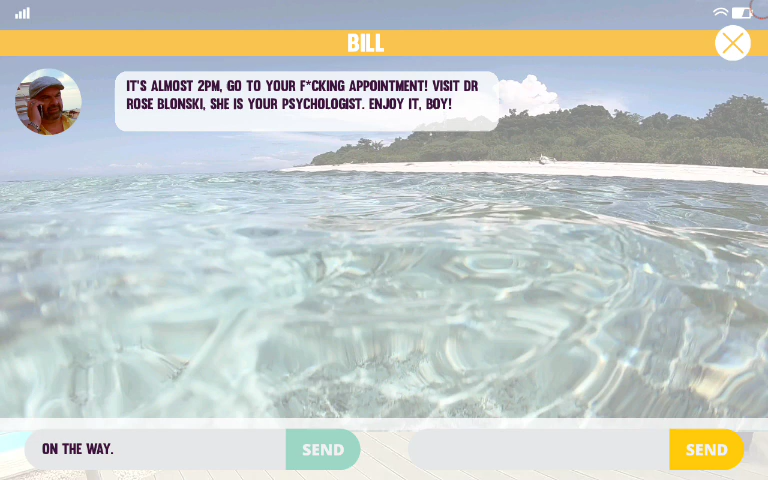 BILL
IT'S ALMOST 2PM, GO TO YOUR F*CKING APPOINTMENT! VISIT DR
ROSE BLONSKI, SHE IS YOUR PSYCHOLOGIST. ENJOY IT, BOY!
ON THE WAY.
SEND
SEND